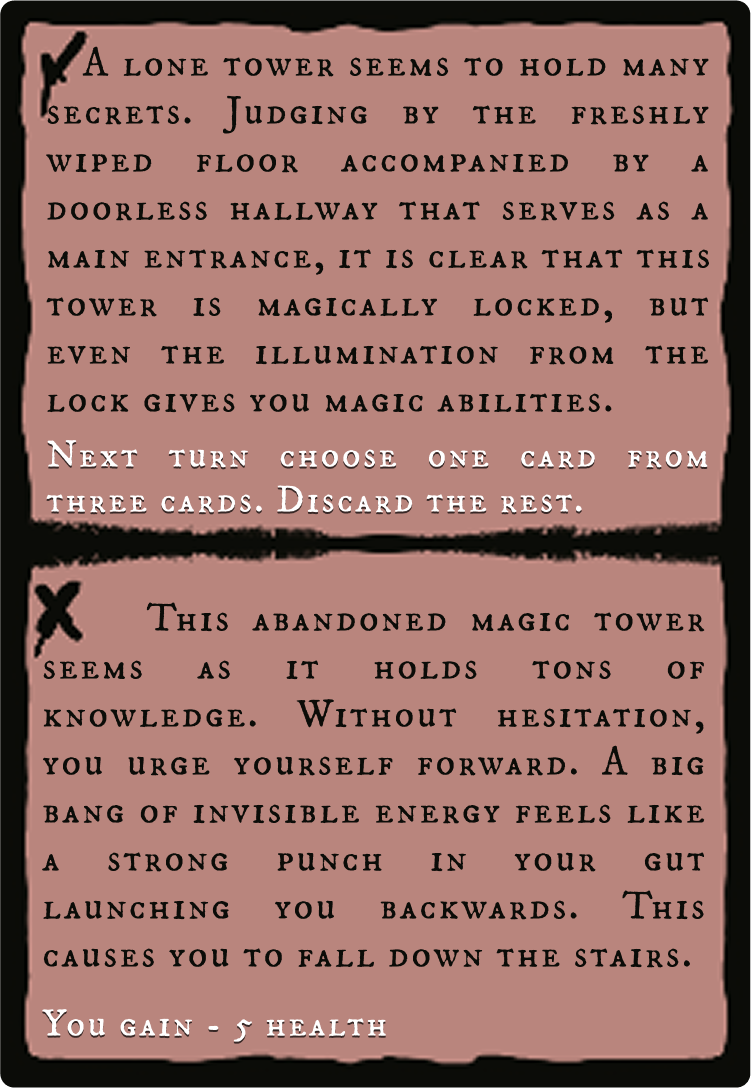 A lone tower seems to hold many
secrets. Judging by the freshly
wiped floor accompanied by a
doorless hallway that serves as a
main entrance, it is clear that this
tower is magically locked, but
even the illumination from the
lock gives you magic abilities.
Next turn choose one card from
three cards. Discard the rest.
This abandoned magic tower
seems as it holds tons of
knowledge. Without hesitation,
you urge yourself forward. A big
bang of invisible energy feels like
a strong punch in your gut
launching you backwards. This
causes you to fall down the stairs.
You gain - 5 health